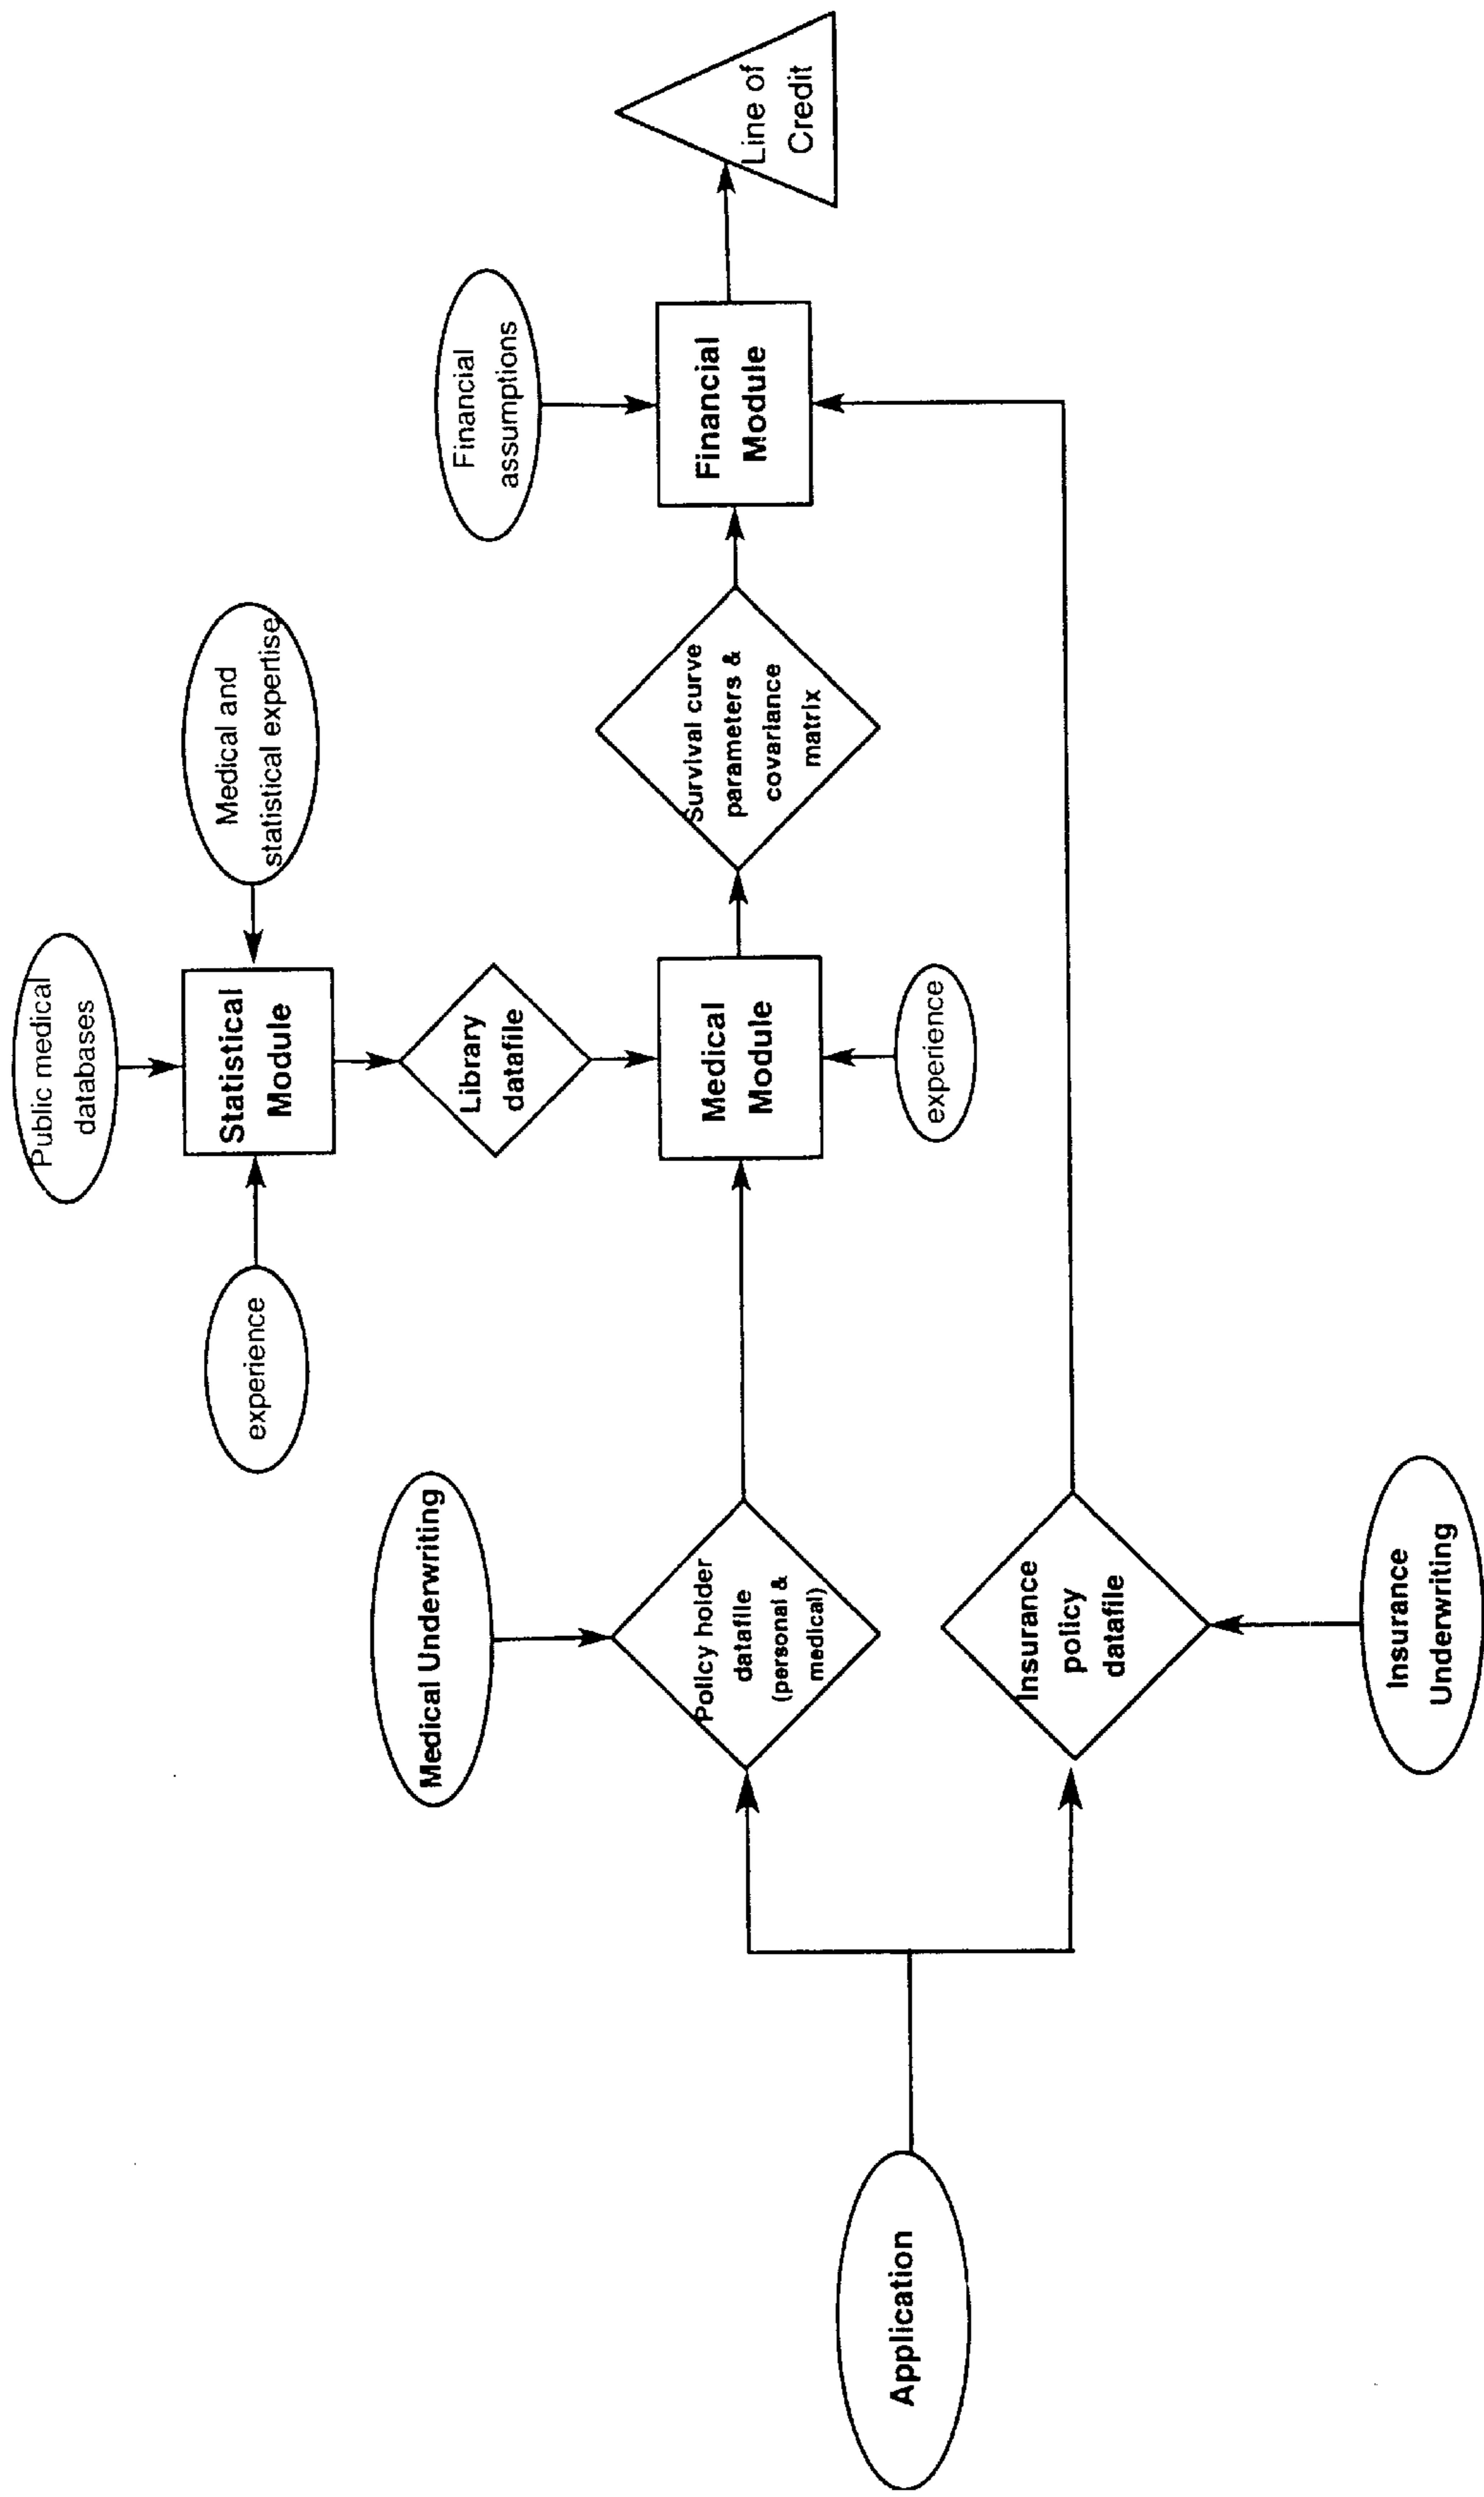 Public medical
databases
experience
Statistical
Module
Medical and
statistical expertise
Medical Underwriting
Library
datafile
Financial
assumptions
Application
Policy holder
datafile
(personal &
medical)
Medical
Module
Survival curve
parameters &
covariance
matrix
Financial
Module
Line of
Credit
experience
Insurance
policy
datafile
Insurance
Underwriting